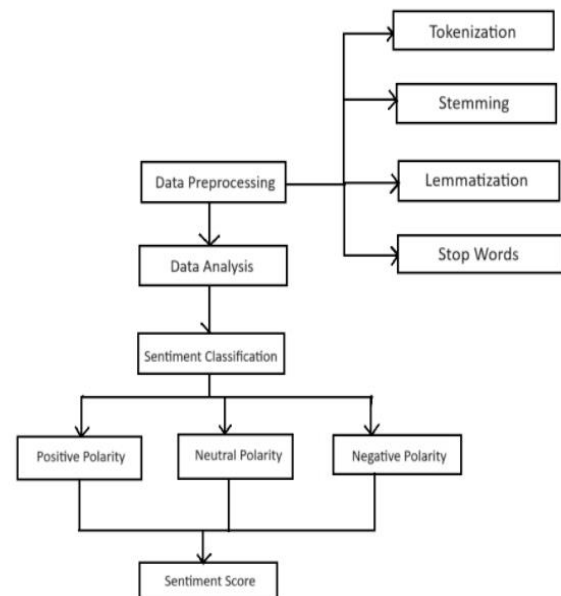 Tokenization
Stemming
Data Preprocessing
Lemmatization
Stop Words
Data Analysis
Sentiment Classification
Positive Polarity
Neutral Polarity
Negative Polarity
Sentiment Score